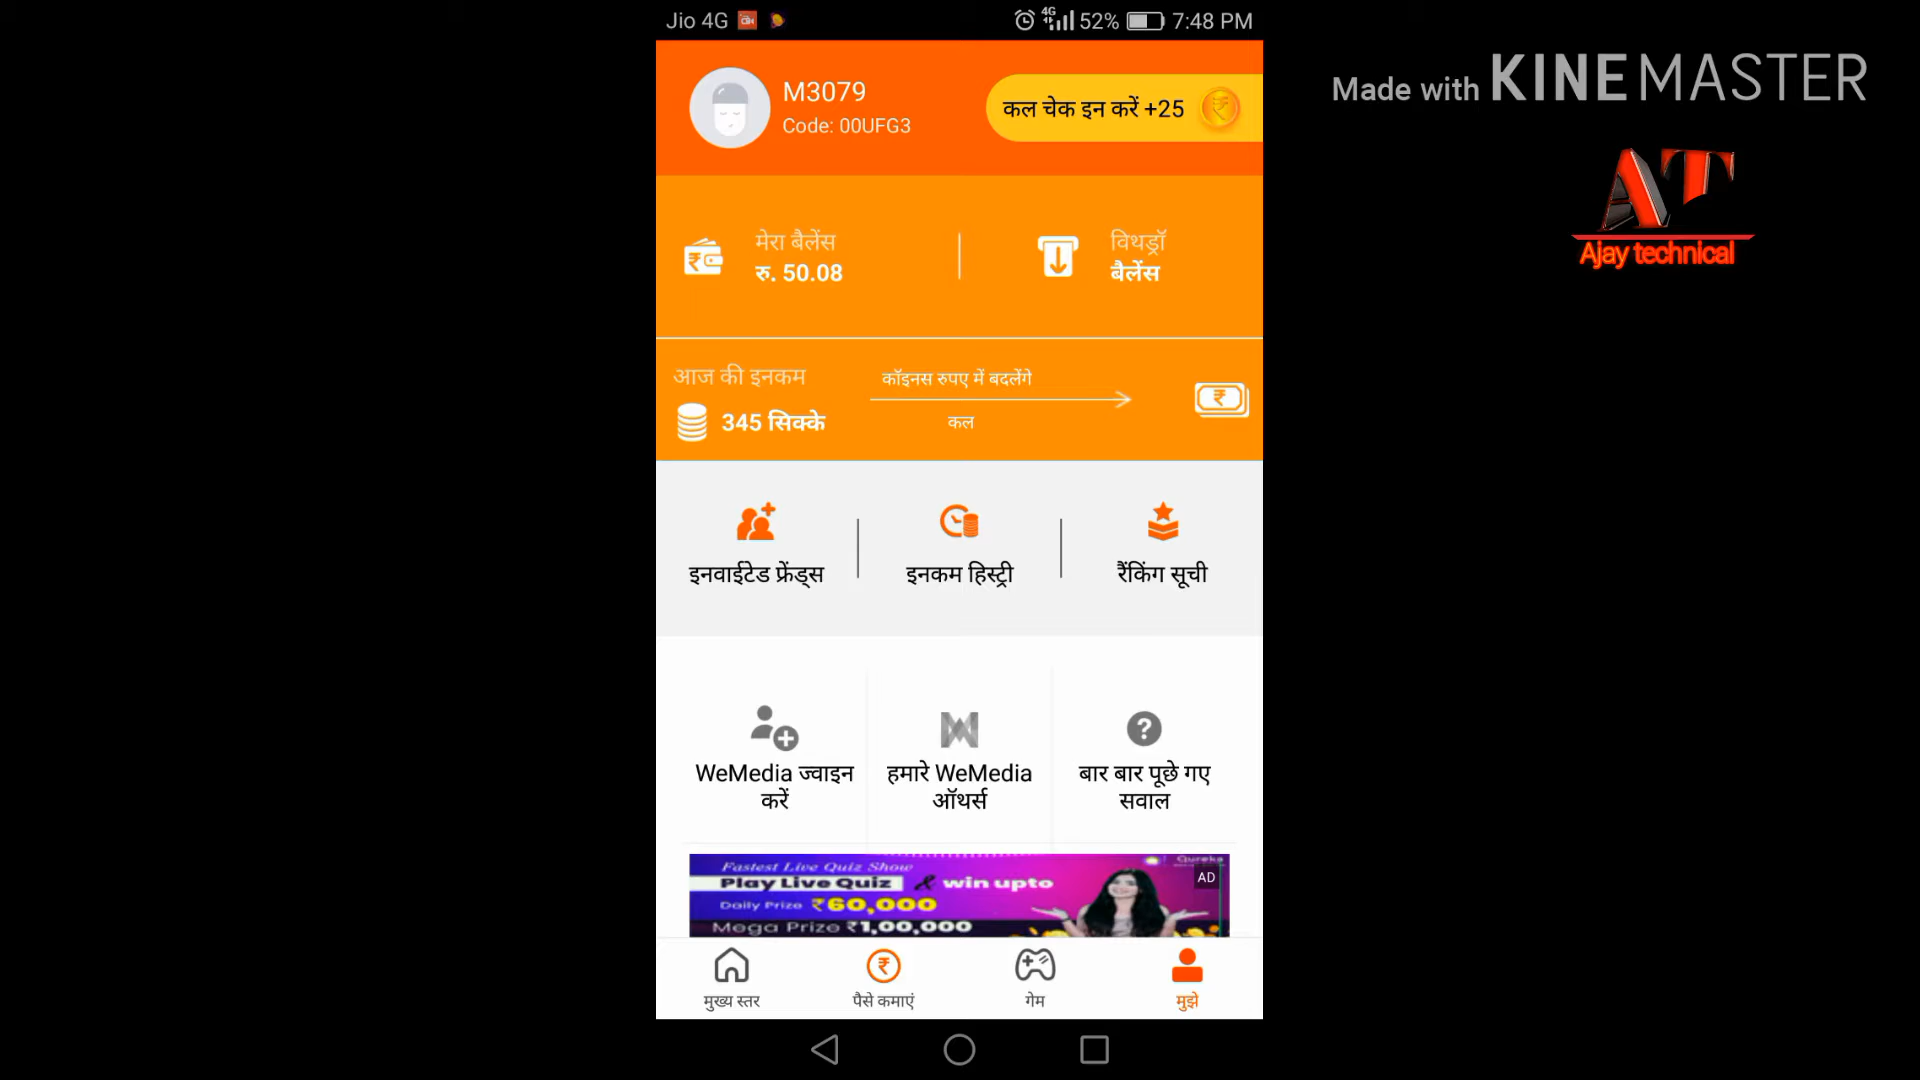 Jio 4G
4G
52%
7:48 PM
Made with KINEMASTER
AT
Ajay technical
M3079
Code: 00UFG3
कल चेक इन करें +25
मेरा बैलेंस
रु. 50.08
विथड्रॉ
बैलेंस
आज की इनकम
345 सिक्के
कॉइनस रुपए में बदलेंगे
कल
इनवाईटेड फ्रेंड्स
इनकम हिस्ट्री
रैंकिंग सूची
WeMedia ज्वाइन
करें
हमारे WeMedia
ऑथर्स
बार बार पूछे गए
सवाल
Fastest Live Quiz Show
Qureka
AD
Play Live Quiz & win upto
Daily Prize ₹60,000
Mega Prize ₹1,00,000
मुख्य स्तर
पैसे कमाएं
गेम
मुझे